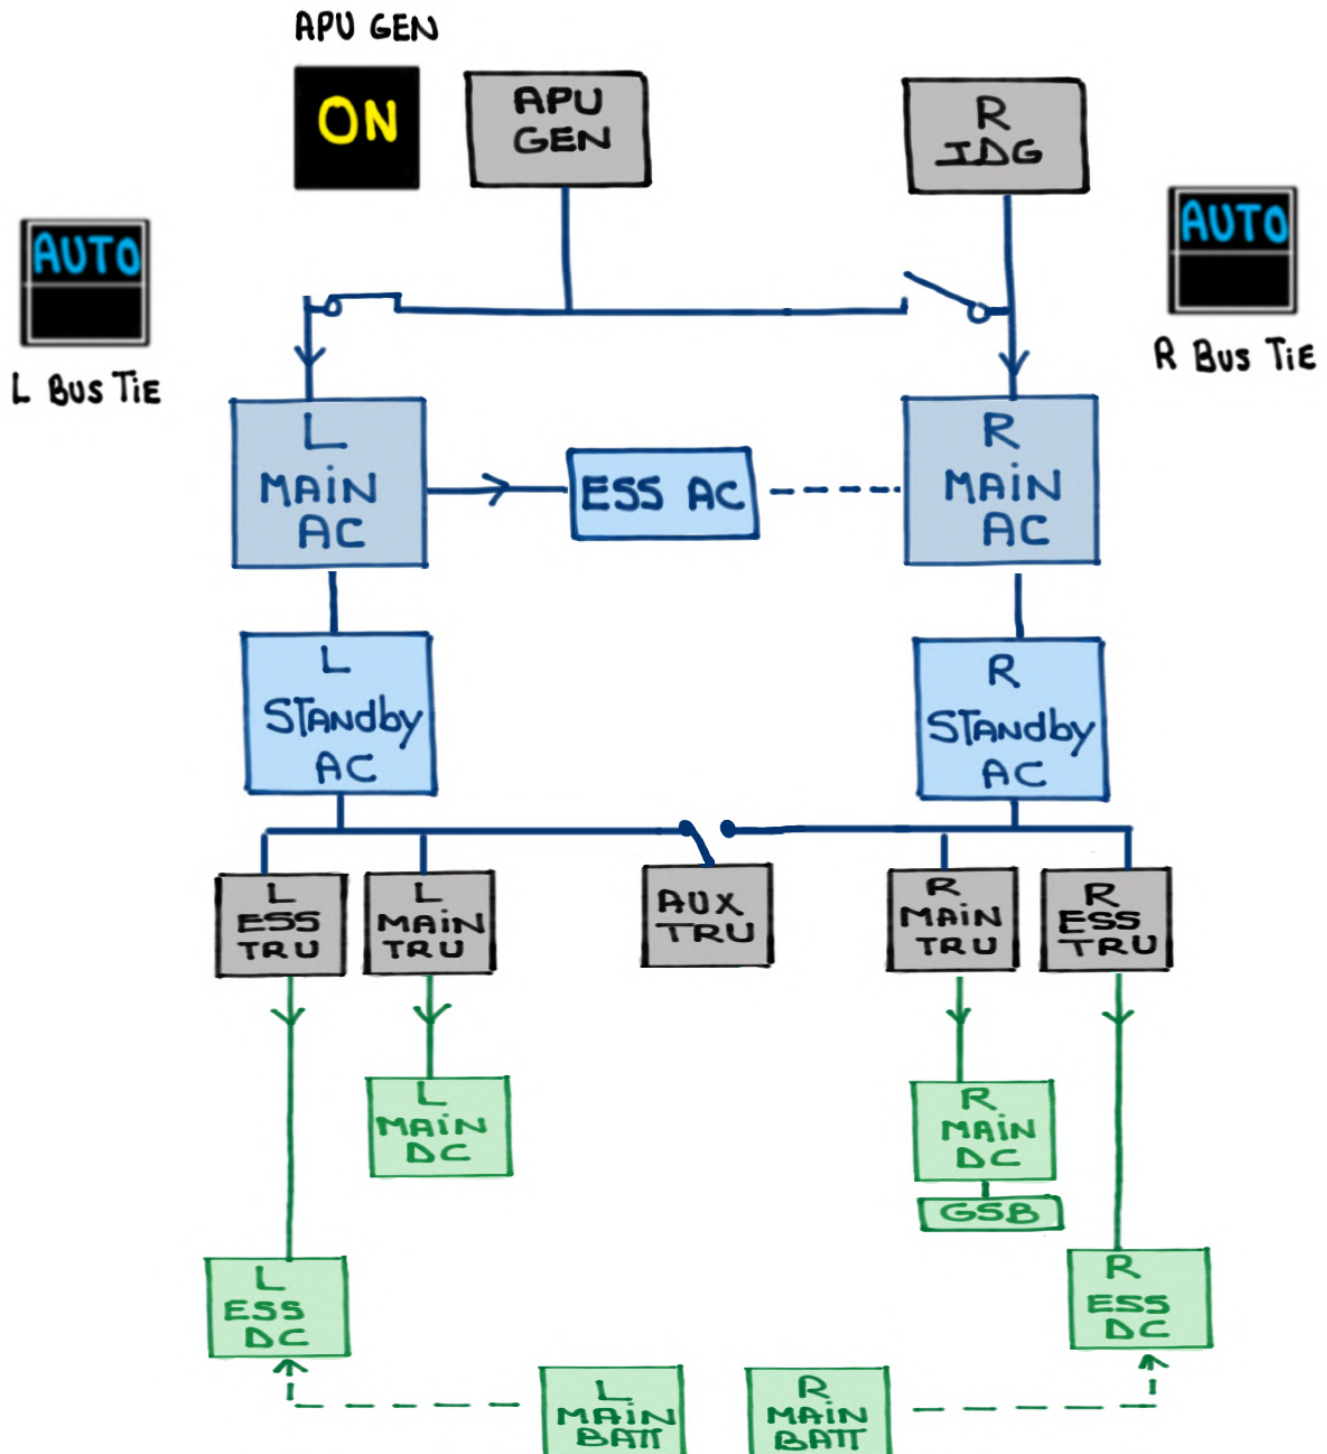 APU GEN
ON
APU
GEN
R
IDG
AUTO
L BUS TiE
AUTO
R BUS TiE
L
MAiN
AC
ESS AC
R
MAiN
AC
L
STANdby
AC
R
STANdby
AC
L
ESS
TRU
L
MAiN
TRU
AUX
TRU
R
MAiN
TRU
R
ESS
TRU
L
MAiN
DC
R
MAiN
DC
GSB
L
ESS
DC
R
ESS
DC
L
MAiN
BATT
R
MAiN
BATT